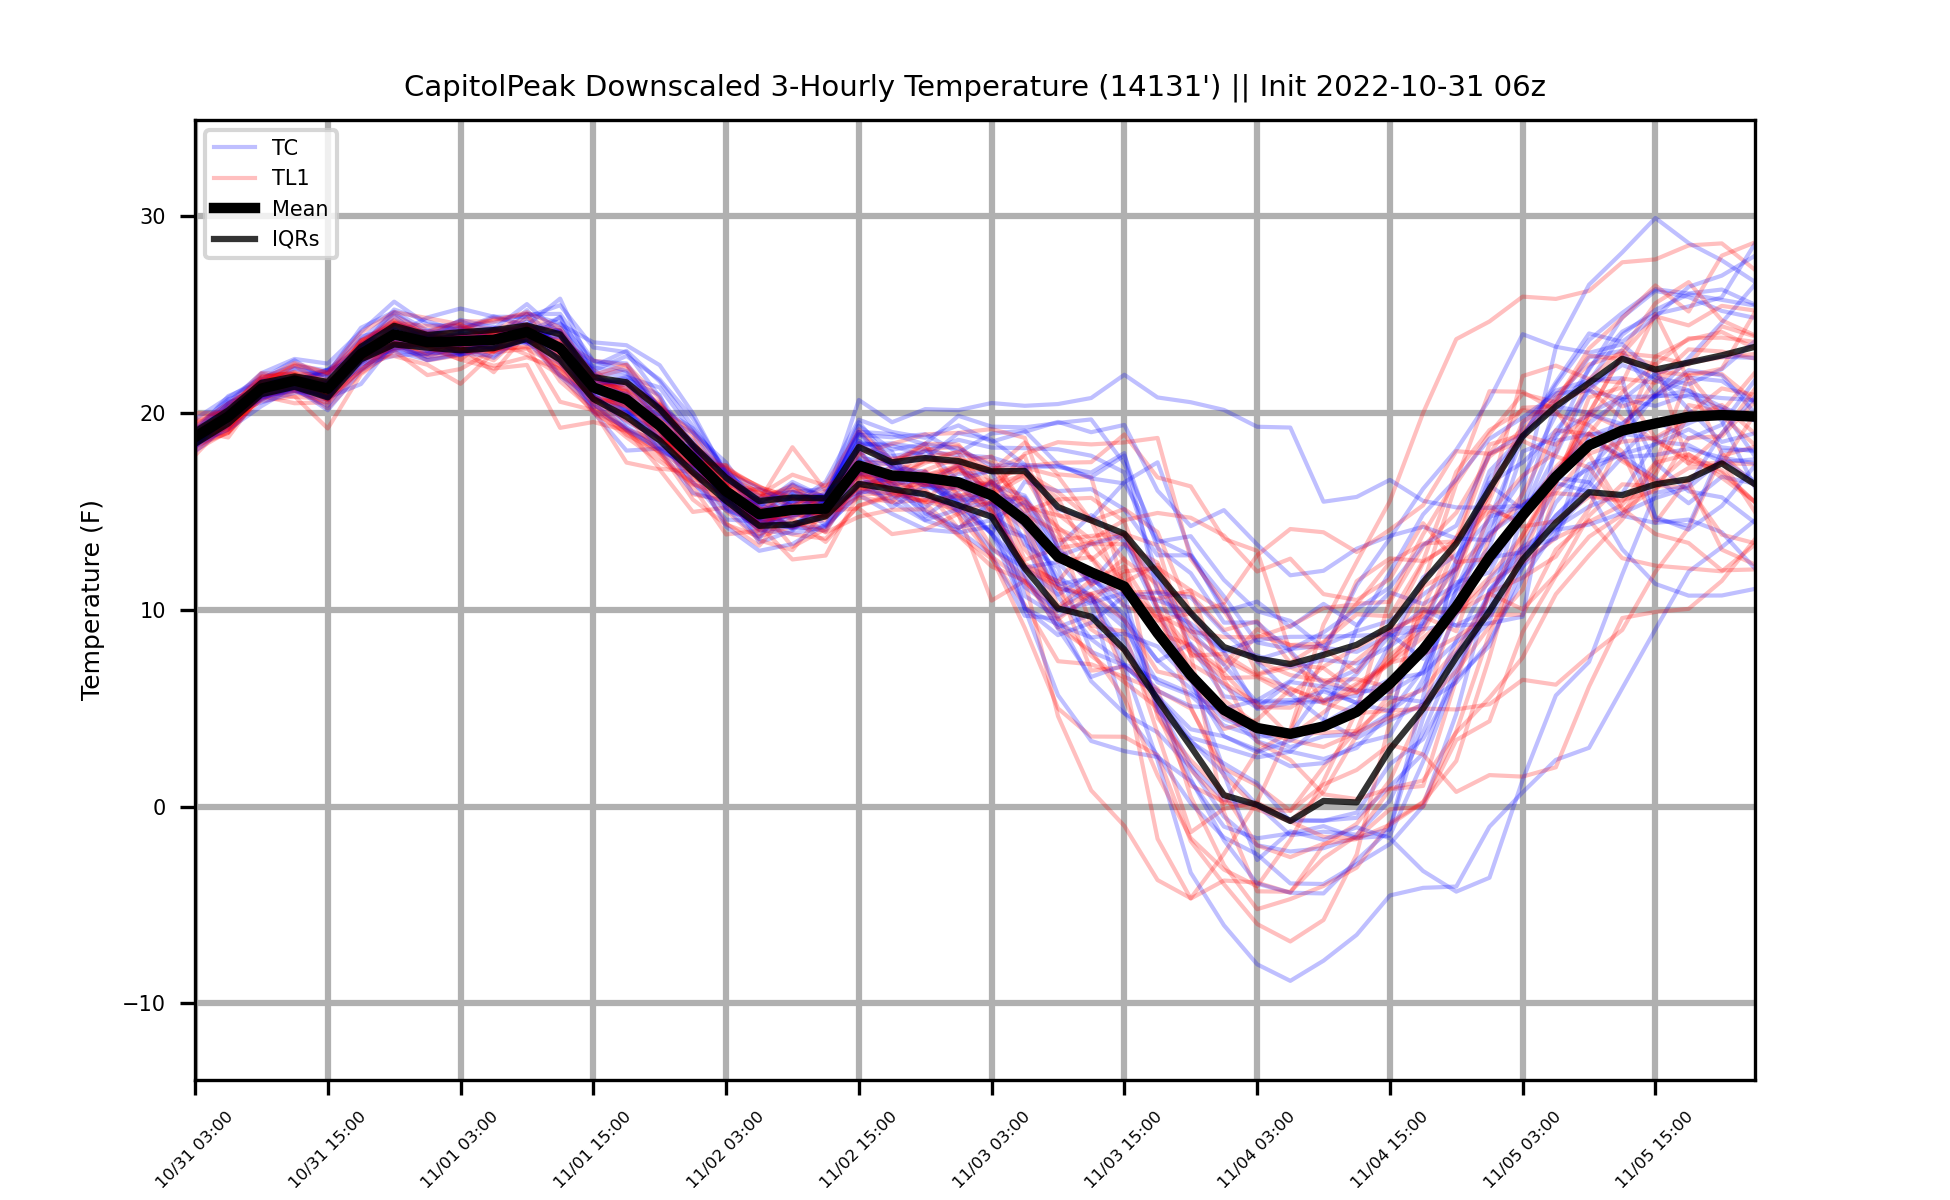 CapitolPeak Downscaled 3-Hourly Temperature (14131') || Init 2022-10-31 06z
TC
TL1
Mean
IQRs
Temperature (F)
30
20
10
0
−10
10/31 03:00
10/31 15:00
11/01 03:00
11/01 15:00
11/02 03:00
11/02 15:00
11/03 03:00
11/03 15:00
11/04 03:00
11/04 15:00
11/05 03:00
11/05 15:00